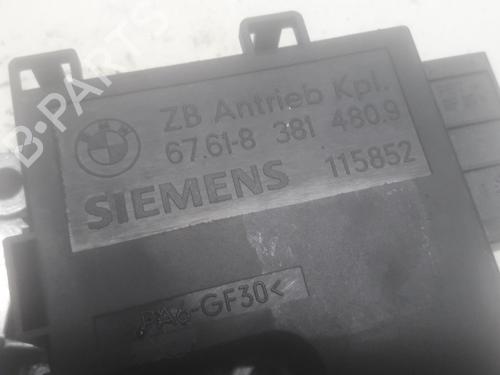 ZB Antrieb Kpl.
67.61-8 381 480.9
SIEMENS 115852
PA6-GF30<
B-PARTS